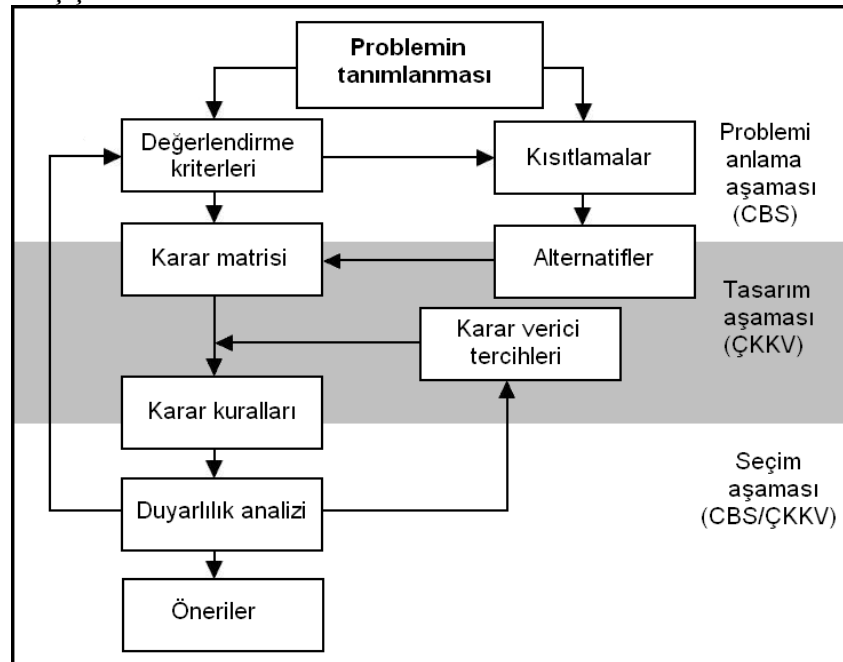 Problemin
tanımlanması
Değerlendirme
kriterleri
Kısıtlamalar
Problemi
anlama
aşaması
(CBS)
Karar matrisi
Alternatifler
Tasarım
aşaması
(ÇKKV)
Karar verici
tercihleri
Karar kuralları
Seçim
aşaması
(CBS/ÇKKV)
Duyarlılık analizi
Öneriler